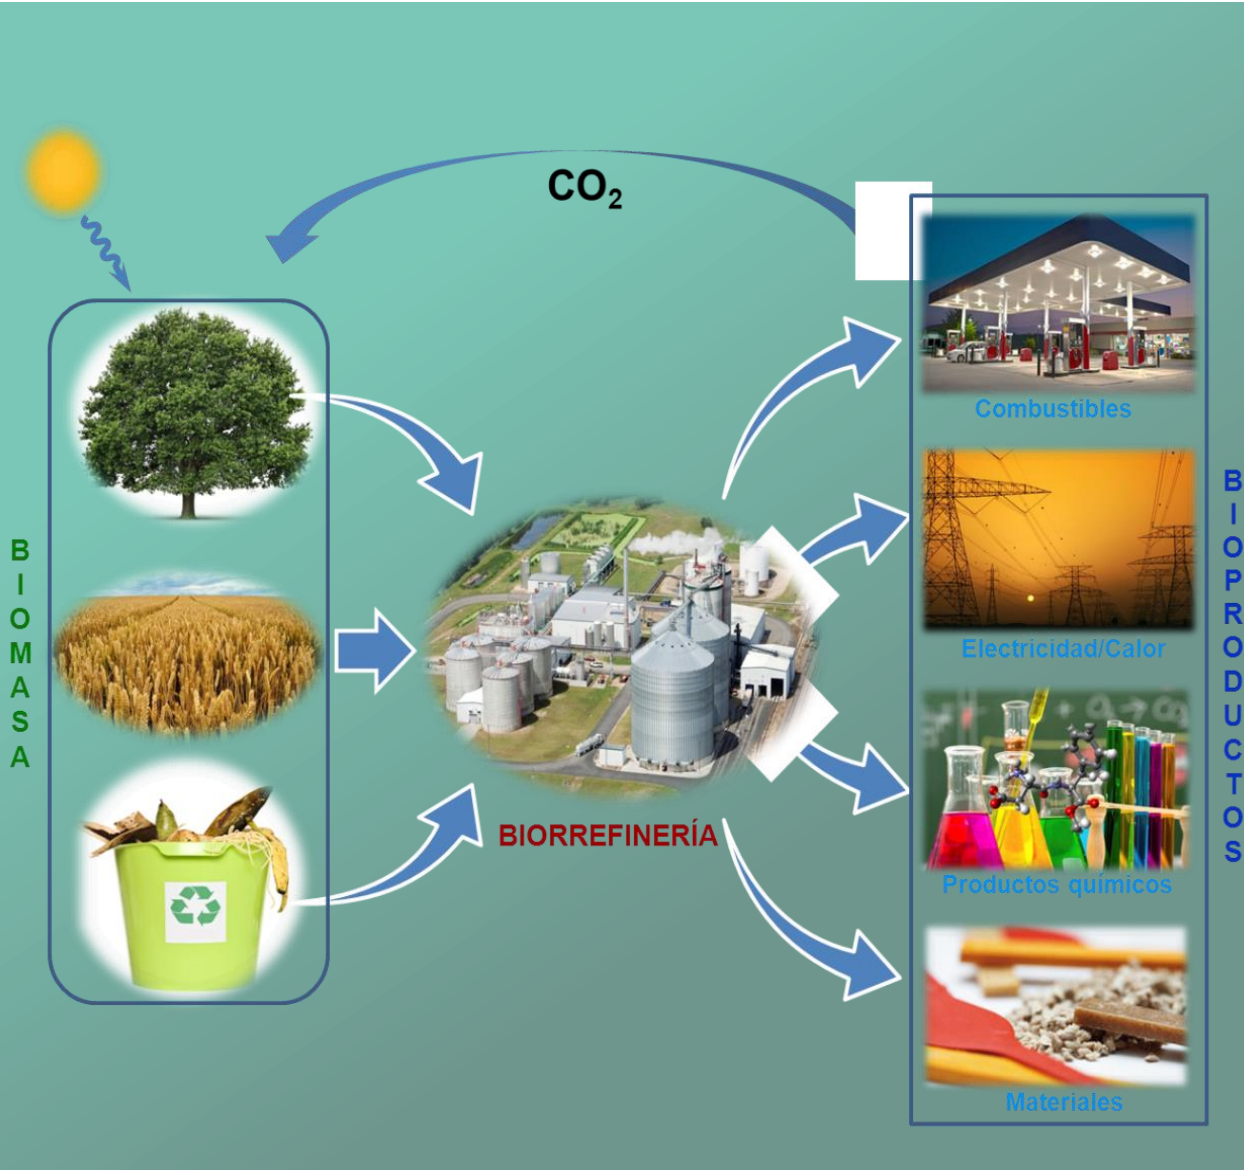 CO₂
BIOMASA
BIORREFINERÍA
Combustibles
Electricidad/Calor
Productos químicos
Materiales
BIOPRODUCTOS